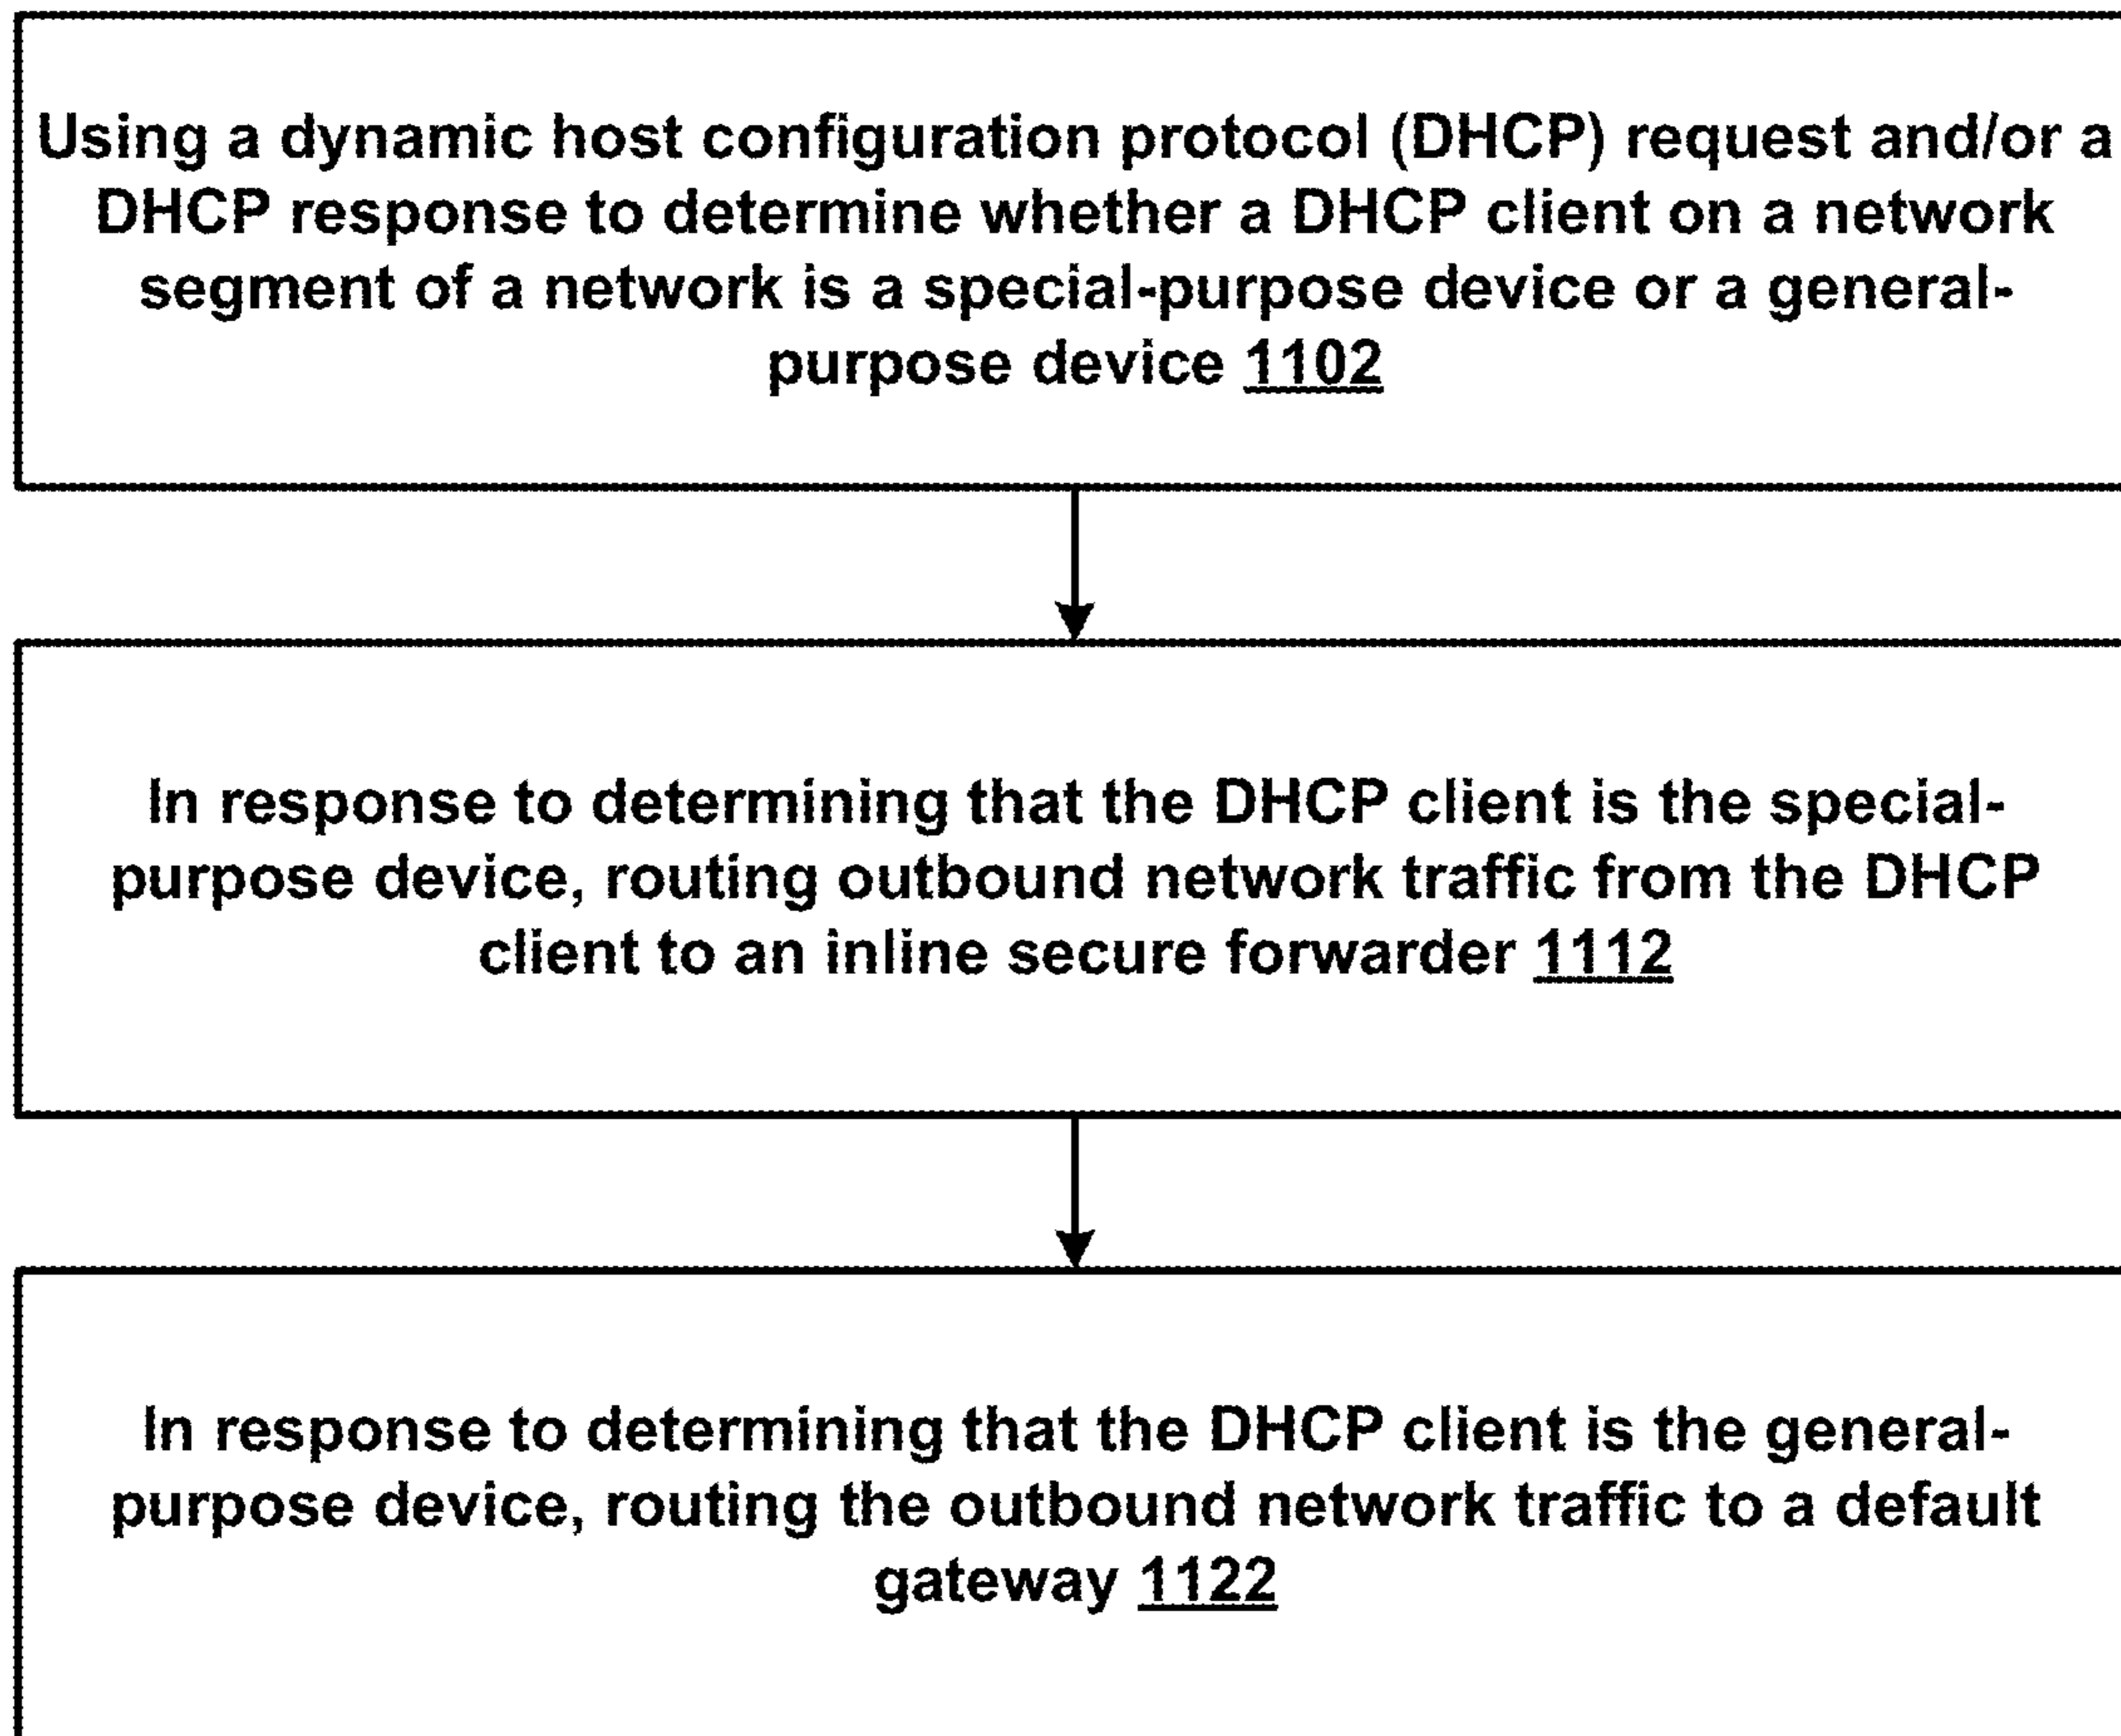 Using a dynamic host configuration protocol (DHCP) request and/or a
DHCP response to determine whether a DHCP client on a network
segment of a network is a special-purpose device or a general-
purpose device 1102
In response to determining that the DHCP client is the special-
purpose device, routing outbound network traffic from the DHCP
client to an inline secure forwarder 1112
In response to determining that the DHCP client is the general-
purpose device, routing the outbound network traffic to a default
gateway 1122